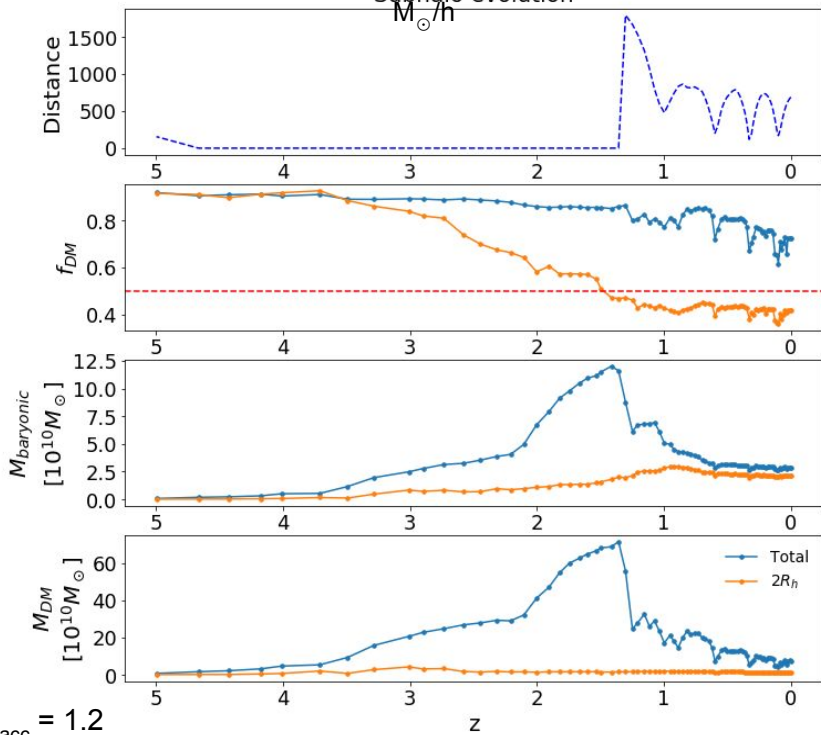 Subhalo evolution
M☉/h
Distance
1500
1000
500
0
5 4 3 2 1 0
f_DM
0.8
0.6
0.4
5 4 3 2 1 0
M_baryonic
[10^10 M☉]
12.5
10.0
7.5
5.0
2.5
0.0
5 4 3 2 1 0
M_DM
[10^10 M☉]
60
40
20
0
Total
2R_h
5 4 3 2 1 0
z
acc = 1.2